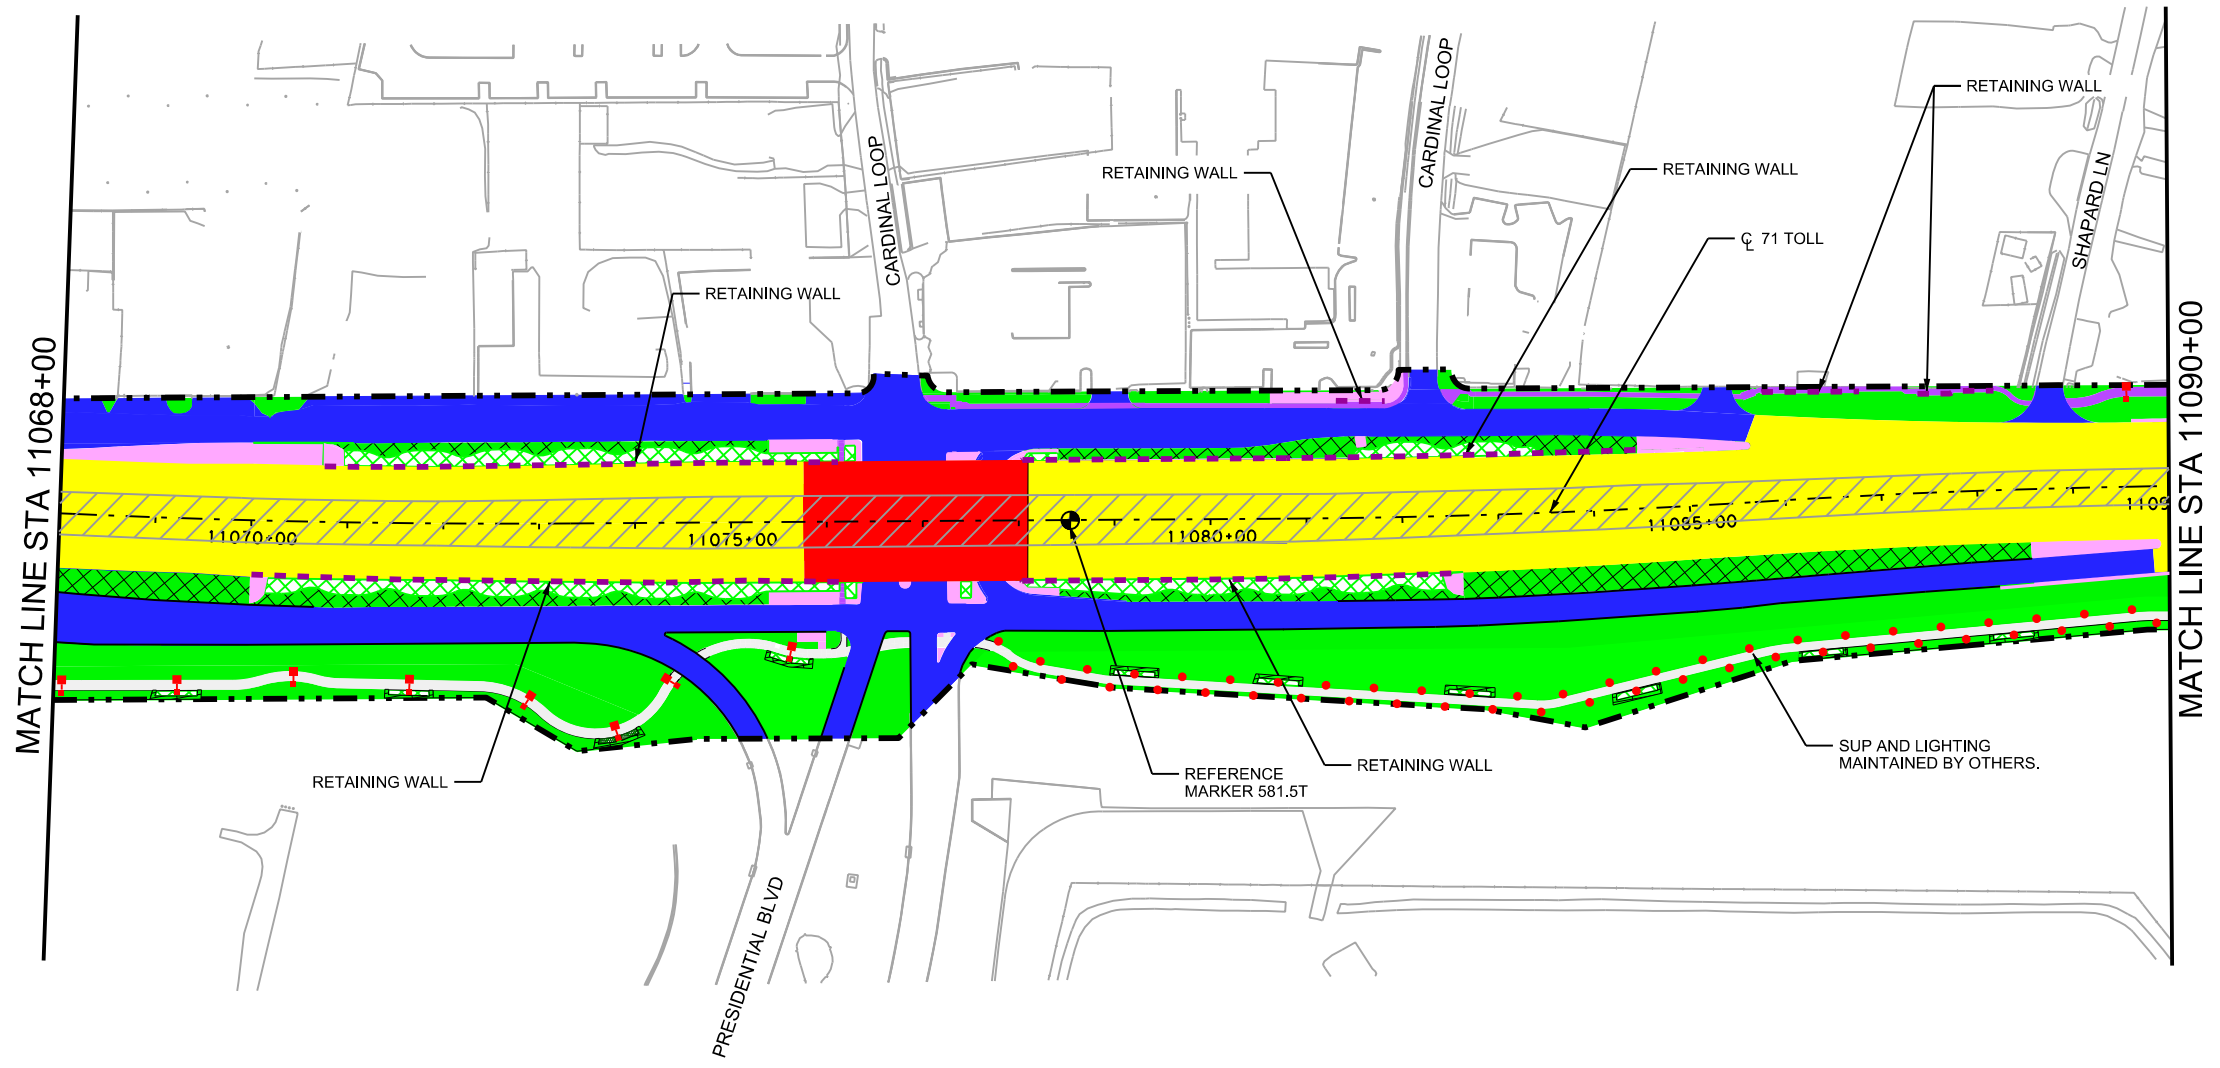 RETAINING WALL
CARDINAL LOOP
CARDINAL LOOP
RETAINING WALL
RETAINING WALL
SHAPARD LN
℄ 71 TOLL
RETAINING WALL
MATCH LINE STA 11068+00
MATCH LINE STA 11090+00
11070+00
11075+00
11080+00
11085+00
1109
RETAINING WALL
REFERENCE
MARKER 581.5T
RETAINING WALL
SUP AND LIGHTING
MAINTAINED BY OTHERS.
PRESIDENTIAL BLVD